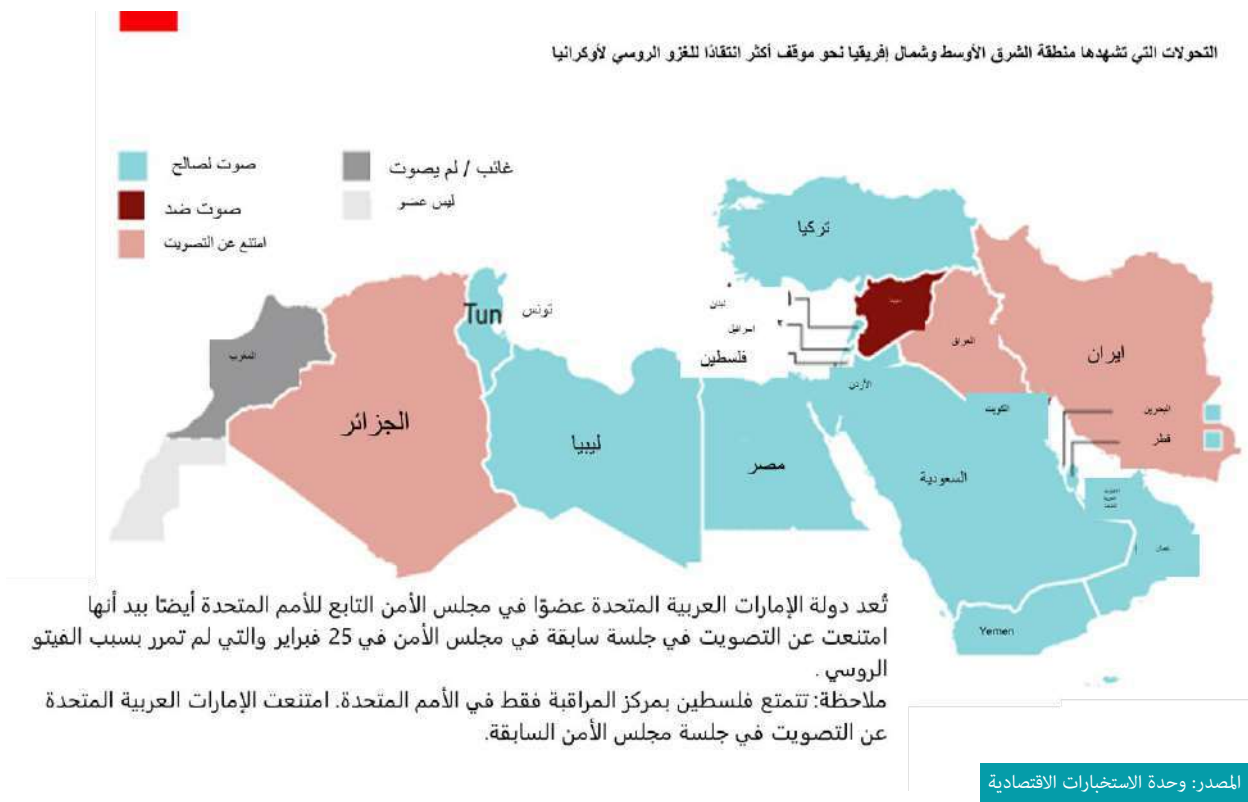 التحولات التي تشهدها منطقة الشرق الأوسط وشمال إفريقيا نحو موقف أكثر انتقادًا للغزو الروسي لأوكرانيا
صوت لصالح
غائب / لم يصوت
صوت ضد
ليس عضو
امتنع عن التصويت
تركيا
لبنان
١
اسرائيل
٢
فلسطين
العراق
ايران
الأردن
Tun
تونس
المغرب
الجزائر
ليبيا
مصر
الكويت
البحرين
قطر
السعودية
الامارات
العربية
المتحدة
عمان
Yemen
تُعد دولة الإمارات العربية المتحدة عضوًا في مجلس الأمن التابع للأمم المتحدة أيضًا بيد أنها
امتنعت عن التصويت في جلسة سابقة في مجلس الأمن في 25 فبراير والتي لم تمرر بسبب الفيتو
الروسي .
ملاحظة: تتمتع فلسطين بمركز المراقبة فقط في الأمم المتحدة. امتنعت الإمارات العربية المتحدة
عن التصويت في جلسة مجلس الأمن السابقة.
المصدر: وحدة الاستخبارات الاقتصادية